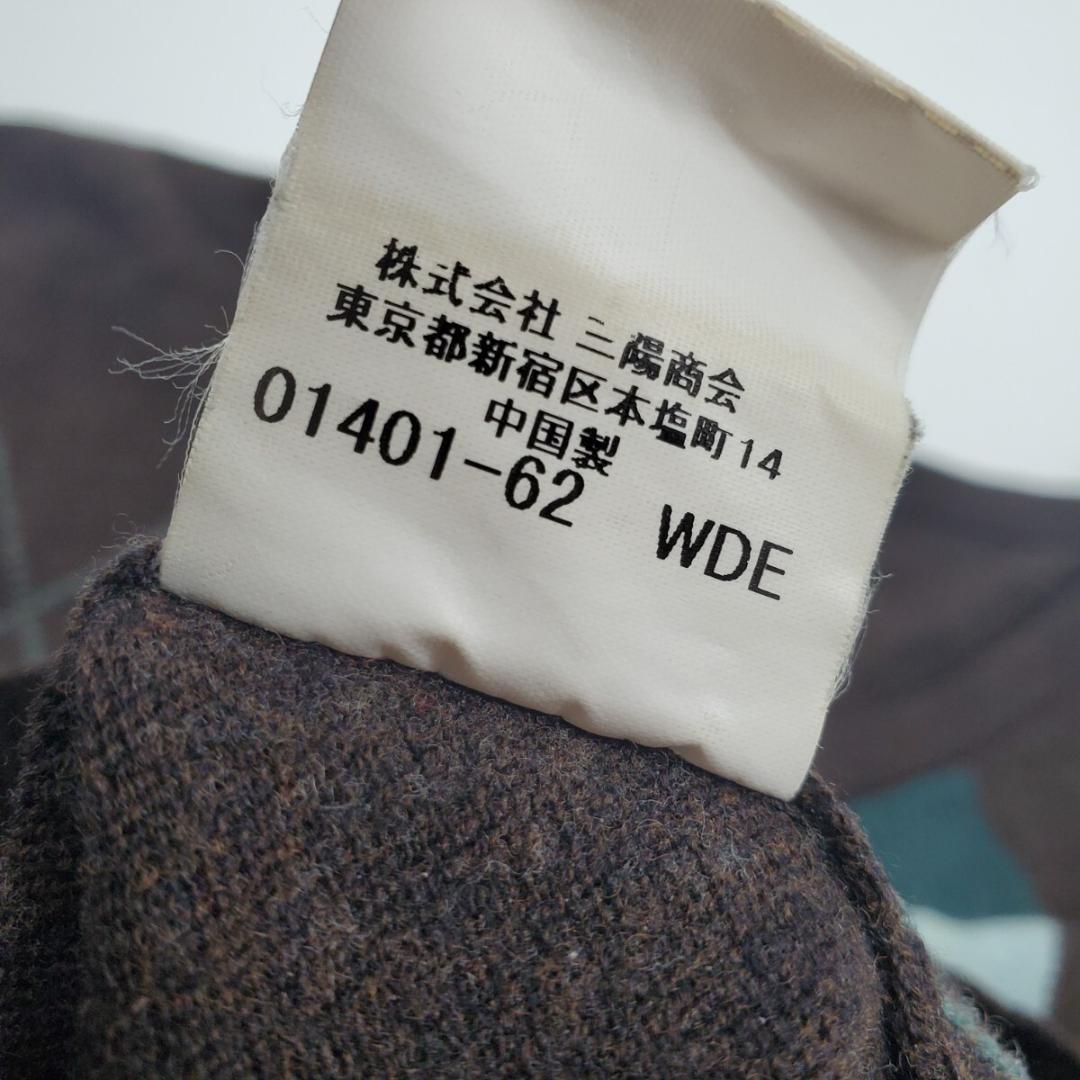 株式会社 三陽商会
東京都新宿区本塩町14
中国製
01401-62 WDE